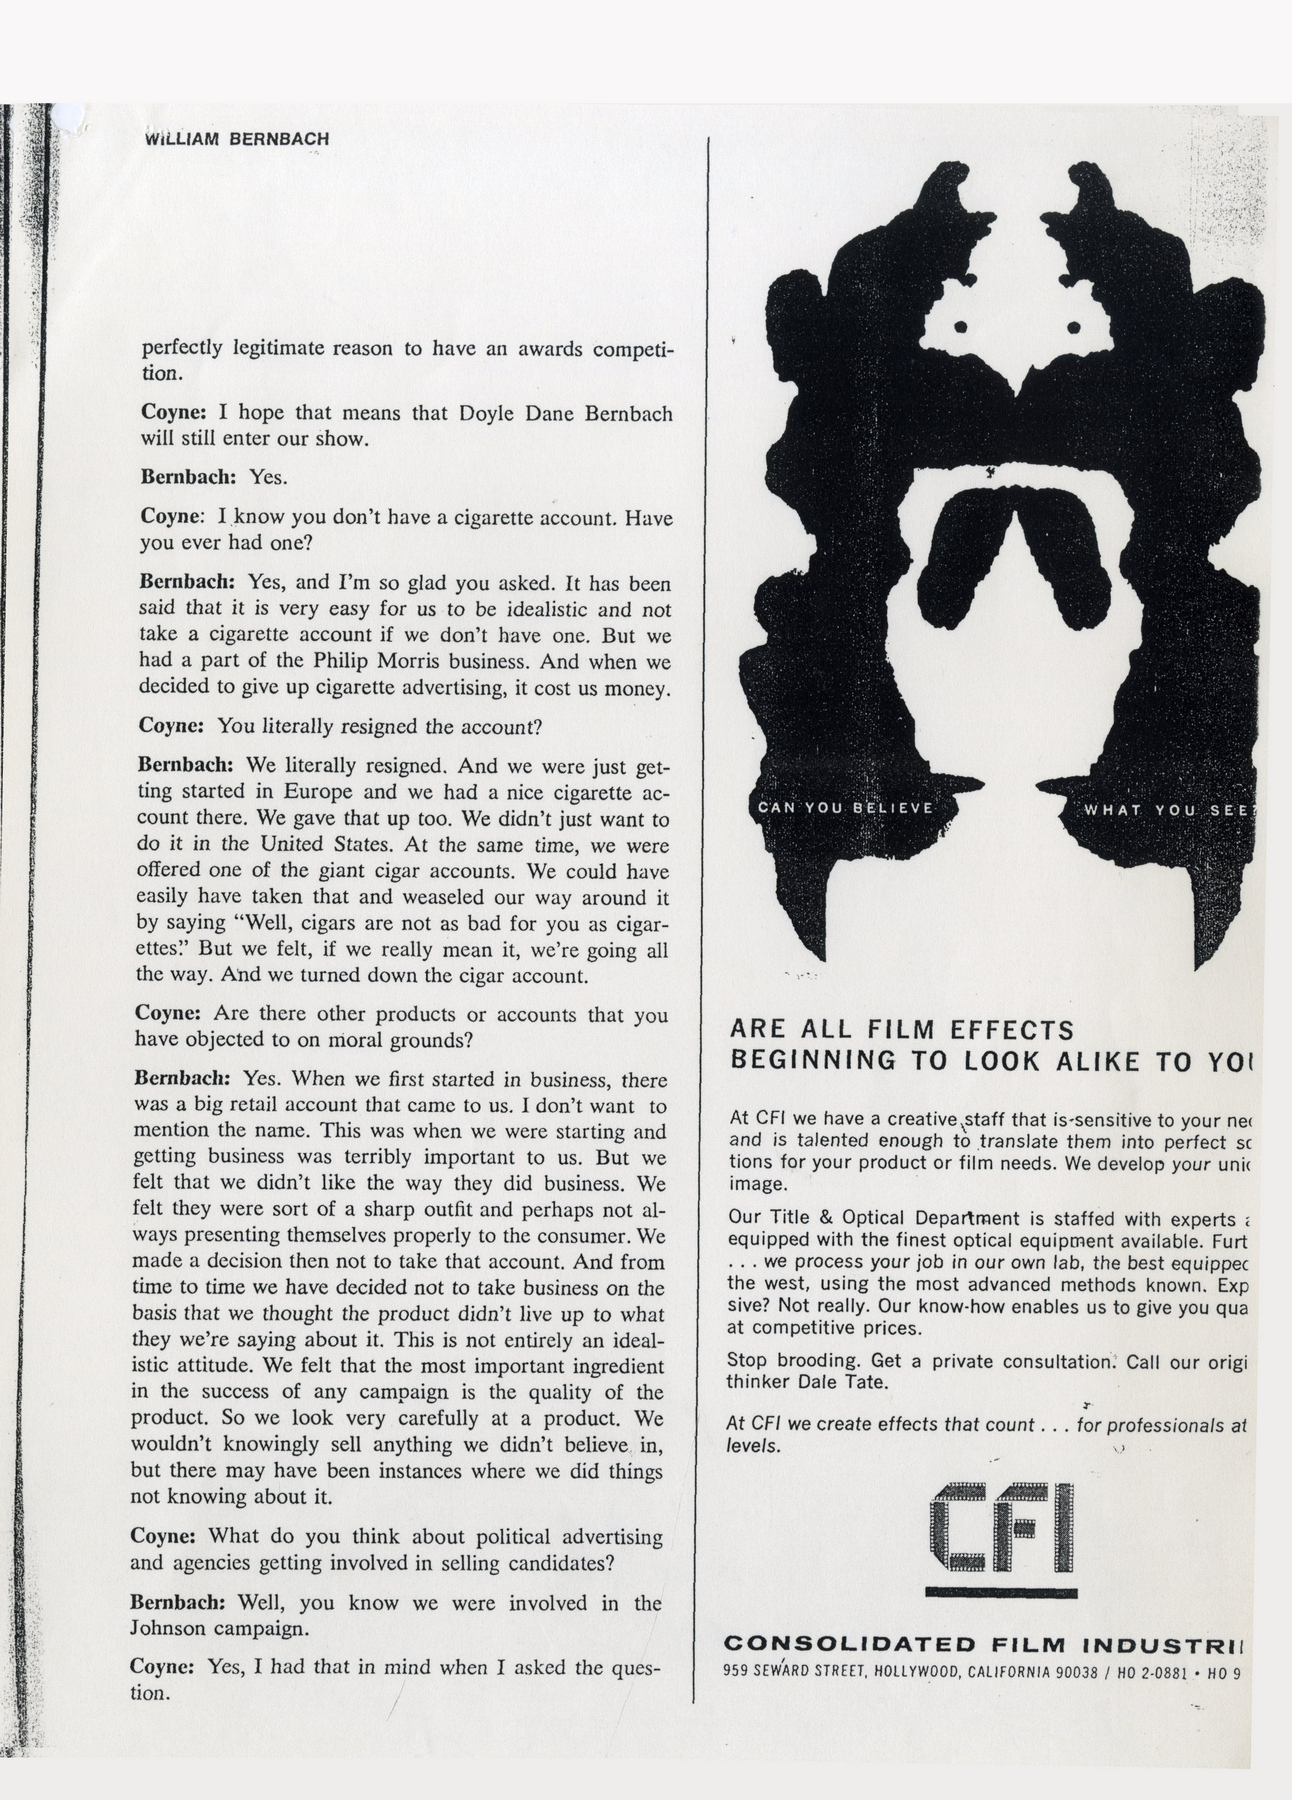 WILLIAM BERNBACH
perfectly legitimate reason to have an awards competi-
tion.
Coyne: I hope that means that Doyle Dane Bernbach
will still enter our show.
Bernbach: Yes.
Coyne: I know you don't have a cigarette account. Have
you ever had one?
Bernbach: Yes, and I'm so glad you asked. It has been
said that it is very easy for us to be idealistic and not
take a cigarette account if we don't have one. But we
had a part of the Philip Morris business. And when we
decided to give up cigarette advertising, it cost us money.
Coyne: You literally resigned the account?
Bernbach: We literally resigned. And we were just get-
ting started in Europe and we had a nice cigarette ac-
count there. We gave that up too. We didn't just want to
do it in the United States. At the same time, we were
offered one of the giant cigar accounts. We could have
easily have taken that and weaseled our way around it
by saying “Well, cigars are not as bad for you as cigar-
ettes.” But we felt, if we really mean it, we're going all
the way. And we turned down the cigar account.
Coyne: Are there other products or accounts that you
have objected to on moral grounds?
Bernbach: Yes. When we first started in business, there
was a big retail account that came to us. I don't want to
mention the name. This was when we were starting and
getting business was terribly important to us. But we
felt that we didn't like the way they did business. We
felt they were sort of a sharp outfit and perhaps not al-
ways presenting themselves properly to the consumer. We
made a decision then not to take that account. And from
time to time we have decided not to take business on the
basis that we thought the product didn't live up to what
they we're saying about it. This is not entirely an ideal-
istic attitude. We felt that the most important ingredient
in the success of any campaign is the quality of the
product. So we look very carefully at a product. We
wouldn't knowingly sell anything we didn't believe in,
but there may have been instances where we did things
not knowing about it.
Coyne: What do you think about political advertising
and agencies getting involved in selling candidates?
Bernbach: Well, you know we were involved in the
Johnson campaign.
Coyne: Yes, I had that in mind when I asked the ques-
tion.
CAN YOU BELIEVE WHAT YOU SEE?
ARE ALL FILM EFFECTS
BEGINNING TO LOOK ALIKE TO YOU
At CFI we have a creative staff that is sensitive to your nee
and is talented enough to translate them into perfect so
tions for your product or film needs. We develop your unic
image.
Our Title & Optical Department is staffed with experts a
equipped with the finest optical equipment available. Furt
. . . we process your job in our own lab, the best equipped
the west, using the most advanced methods known. Exp
sive? Not really. Our know-how enables us to give you qua
at competitive prices.
Stop brooding. Get a private consultation. Call our origi
thinker Dale Tate.
At CFI we create effects that count . . . for professionals at
levels.
CFI
CONSOLIDATED FILM INDUSTRI
959 SEWARD STREET, HOLLYWOOD, CALIFORNIA 90038 / HO 2-0881 • HO 9